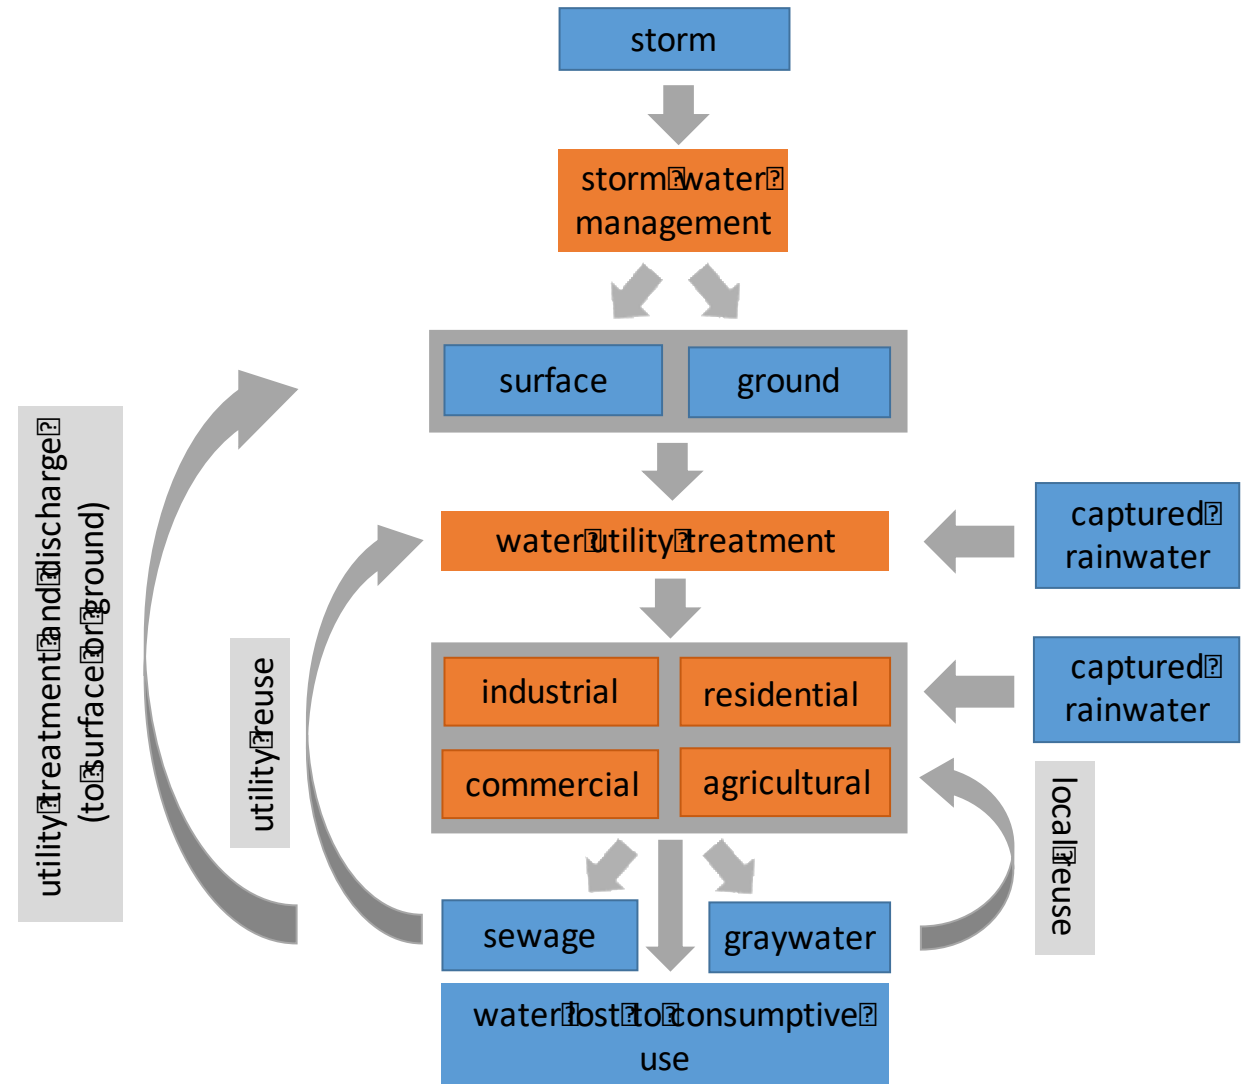 storm
storm water
management
surface
ground
utility treatment and discharge
(to surface or ground)
captured
rainwater
water utility treatment
utility reuse
industrial
residential
captured
rainwater
commercial
agricultural
local reuse
sewage
graywater
water lost to consumptive
use